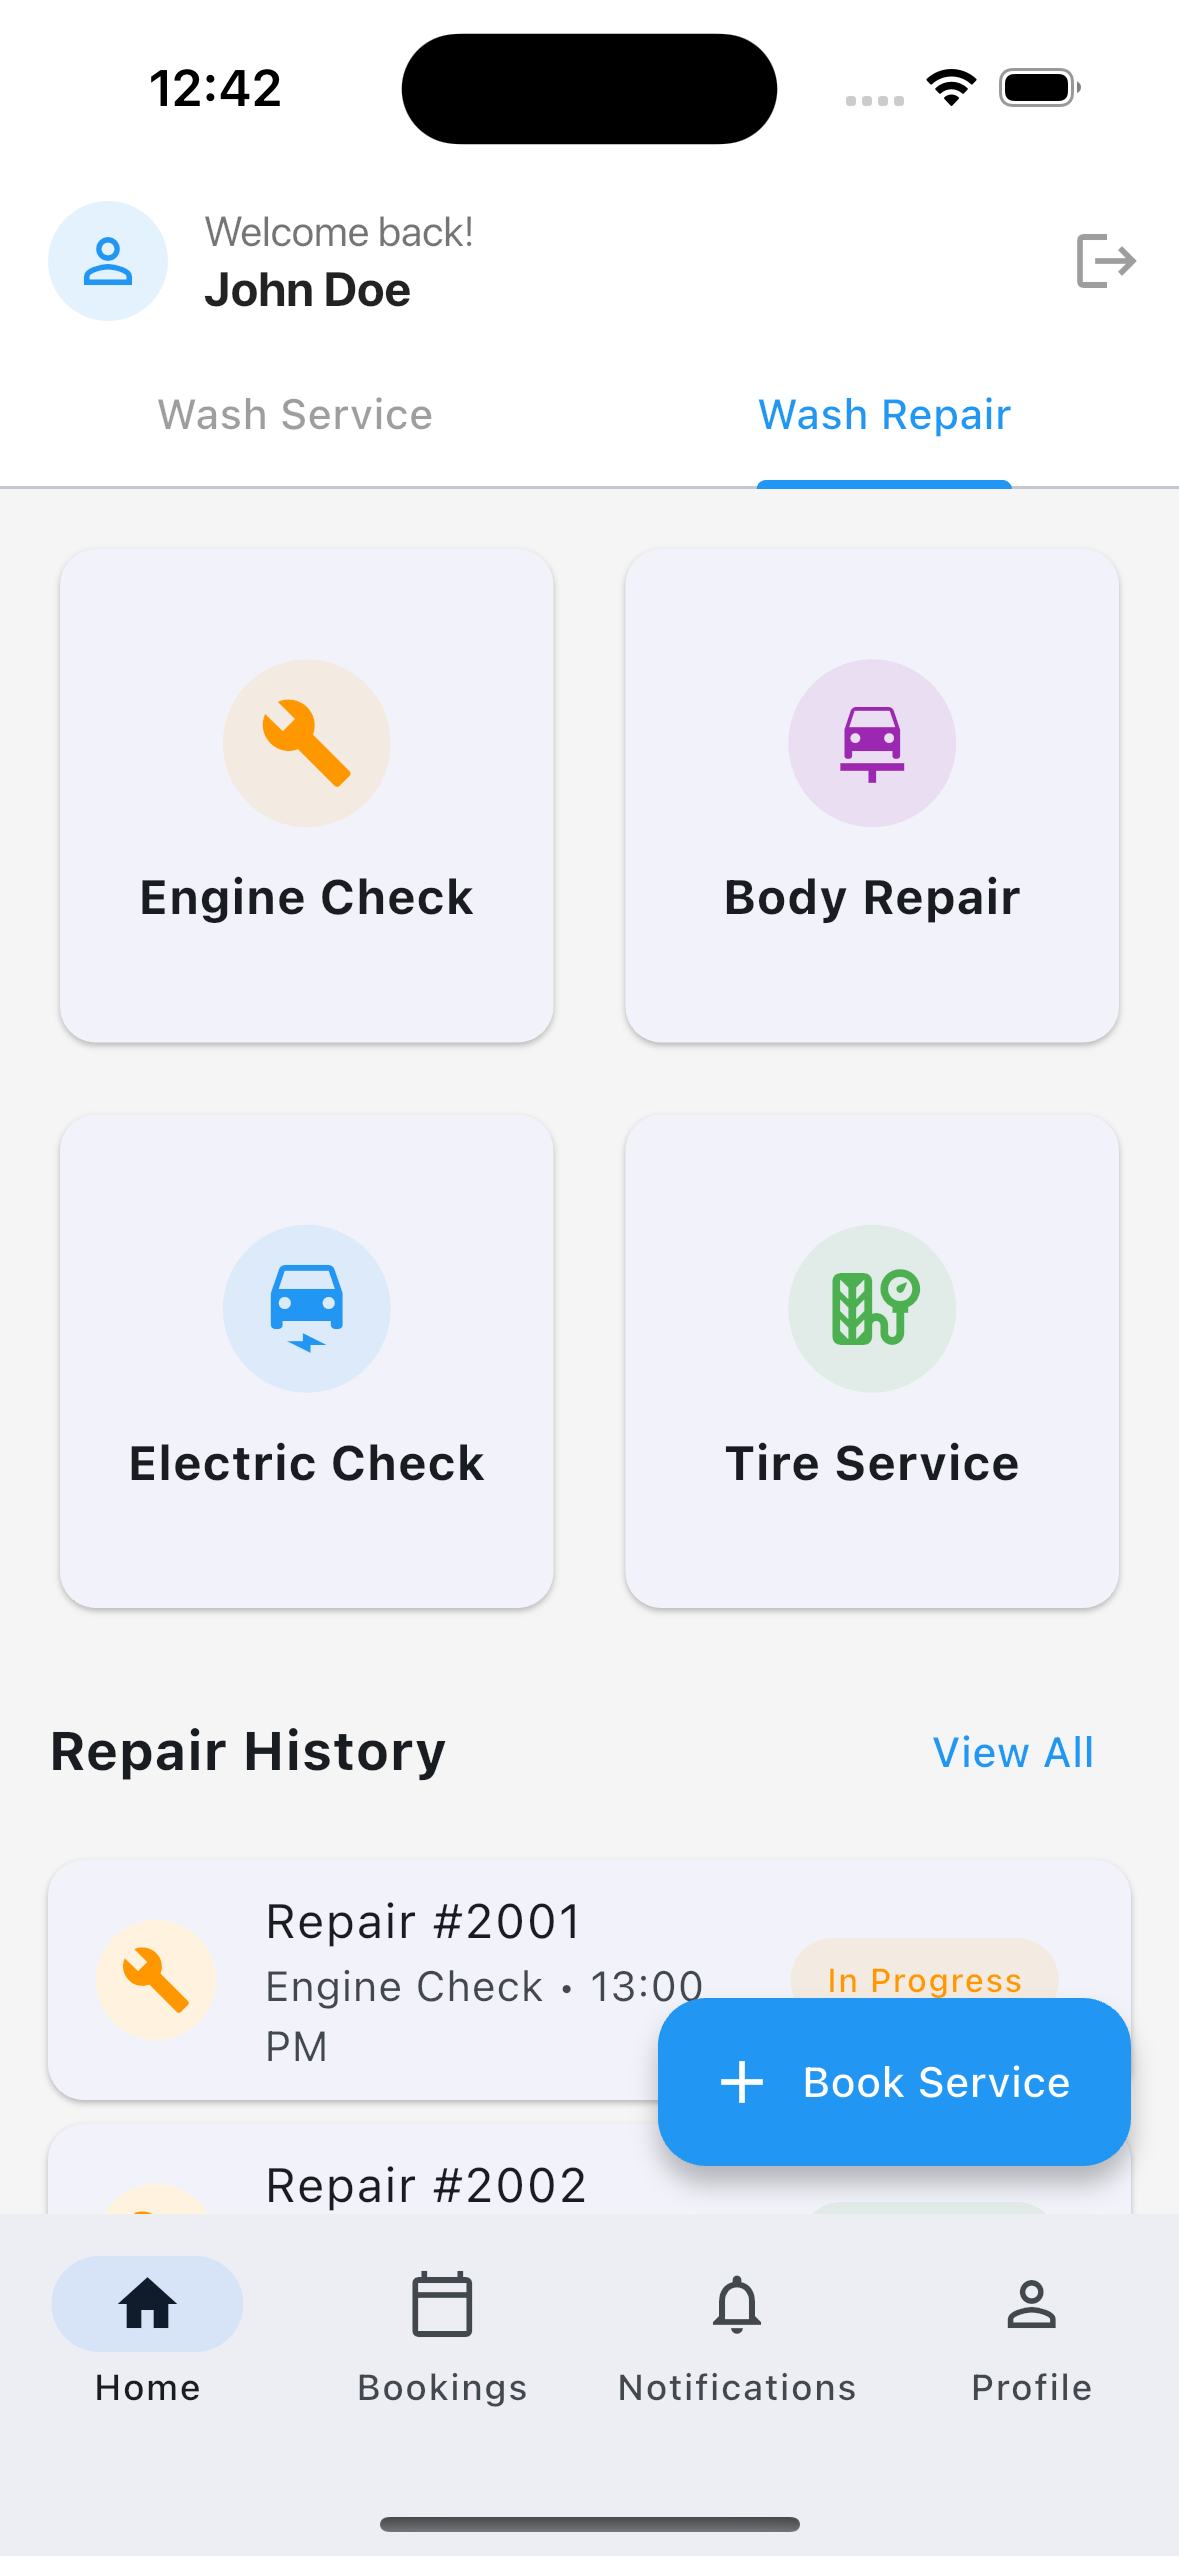 12:42
Welcome back!
John Doe
Wash Service
Wash Repair
Engine Check
Body Repair
Electric Check
Tire Service
Repair History
View All
Repair #2001
Engine Check • 13:00
PM
In Progress
Book Service
Repair #2002
Home
Bookings
Notifications
Profile